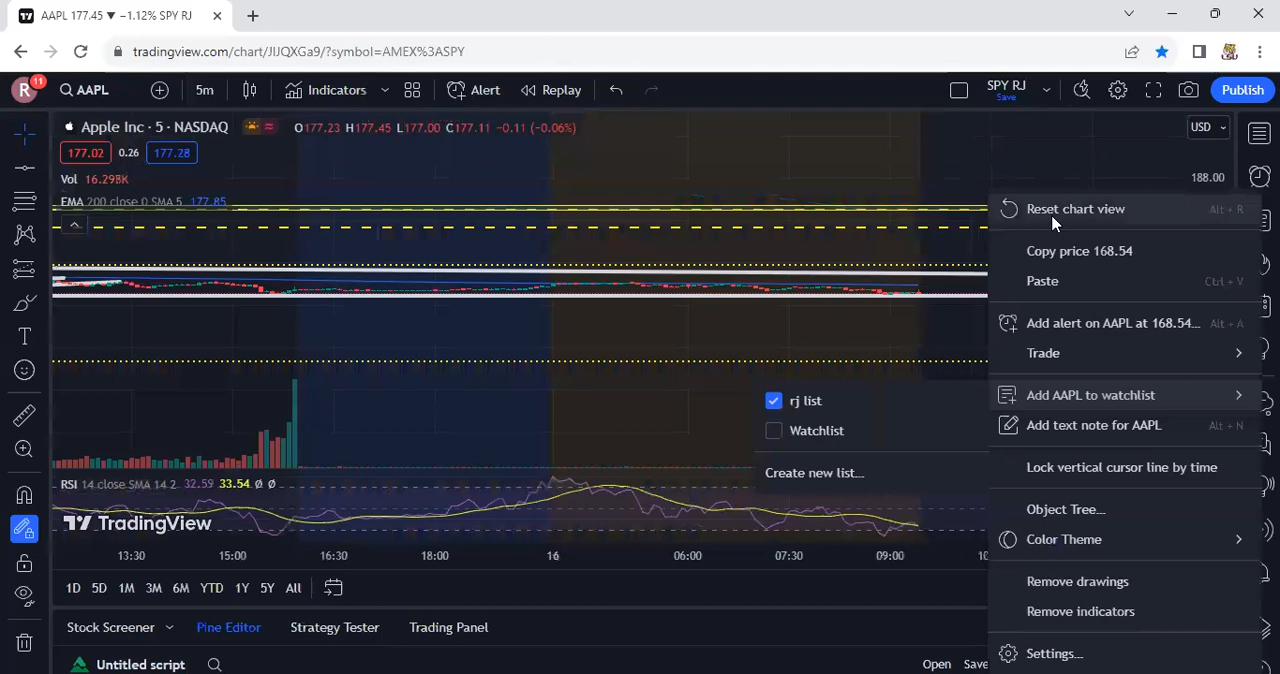 AAPL 177.45 ▼ −1.12% SPY RJ
tradingview.com/chart/JIJQXGa9/?symbol=AMEX%3ASPY
R 11 AAPL 5m Indicators Alert Replay SPY RJ Save Publish
Apple Inc · 5 · NASDAQ O177.23 H177.45 L177.00 C177.11 −0.11 (−0.06%) USD
177.02 0.26 177.28
Vol 16.298K
188.00
EMA 200 close 0 SMA 5 177.85
Reset chart view Alt + R
Copy price 168.54
Paste Ctrl + V
Add alert on AAPL at 168.54... Alt + A
Trade
Add AAPL to watchlist
rj list
Watchlist
Create new list...
Add text note for AAPL Alt + N
Lock vertical cursor line by time
Object Tree...
Color Theme
Remove drawings
Remove indicators
Settings...
RSI 14 close SMA 14 2 32.59 33.54 Ø Ø
TradingView
13:30 15:00 16:30 18:00 16 06:00 07:30 09:00
1D 5D 1M 3M 6M YTD 1Y 5Y All
Stock Screener Pine Editor Strategy Tester Trading Panel
Untitled script Open Save